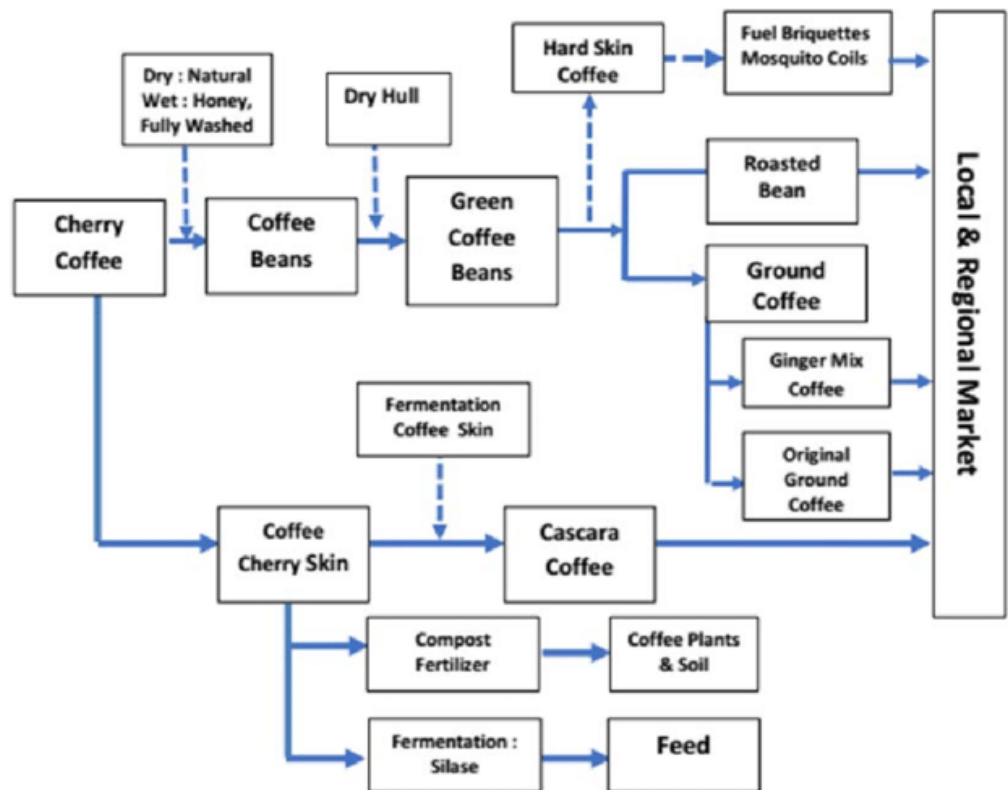 Dry : Natural
Wet : Honey,
Fully Washed
Dry Hull
Hard Skin
Coffee
Fuel Briquettes
Mosquito Coils
Cherry
Coffee
Coffee
Beans
Green
Coffee
Beans
Roasted
Bean
Ground
Coffee
Ginger Mix
Coffee
Original
Ground
Coffee
Local & Regional Market
Fermentation
Coffee Skin
Coffee
Cherry Skin
Cascara
Coffee
Compost
Fertilizer
Coffee Plants
& Soil
Fermentation :
Silase
Feed